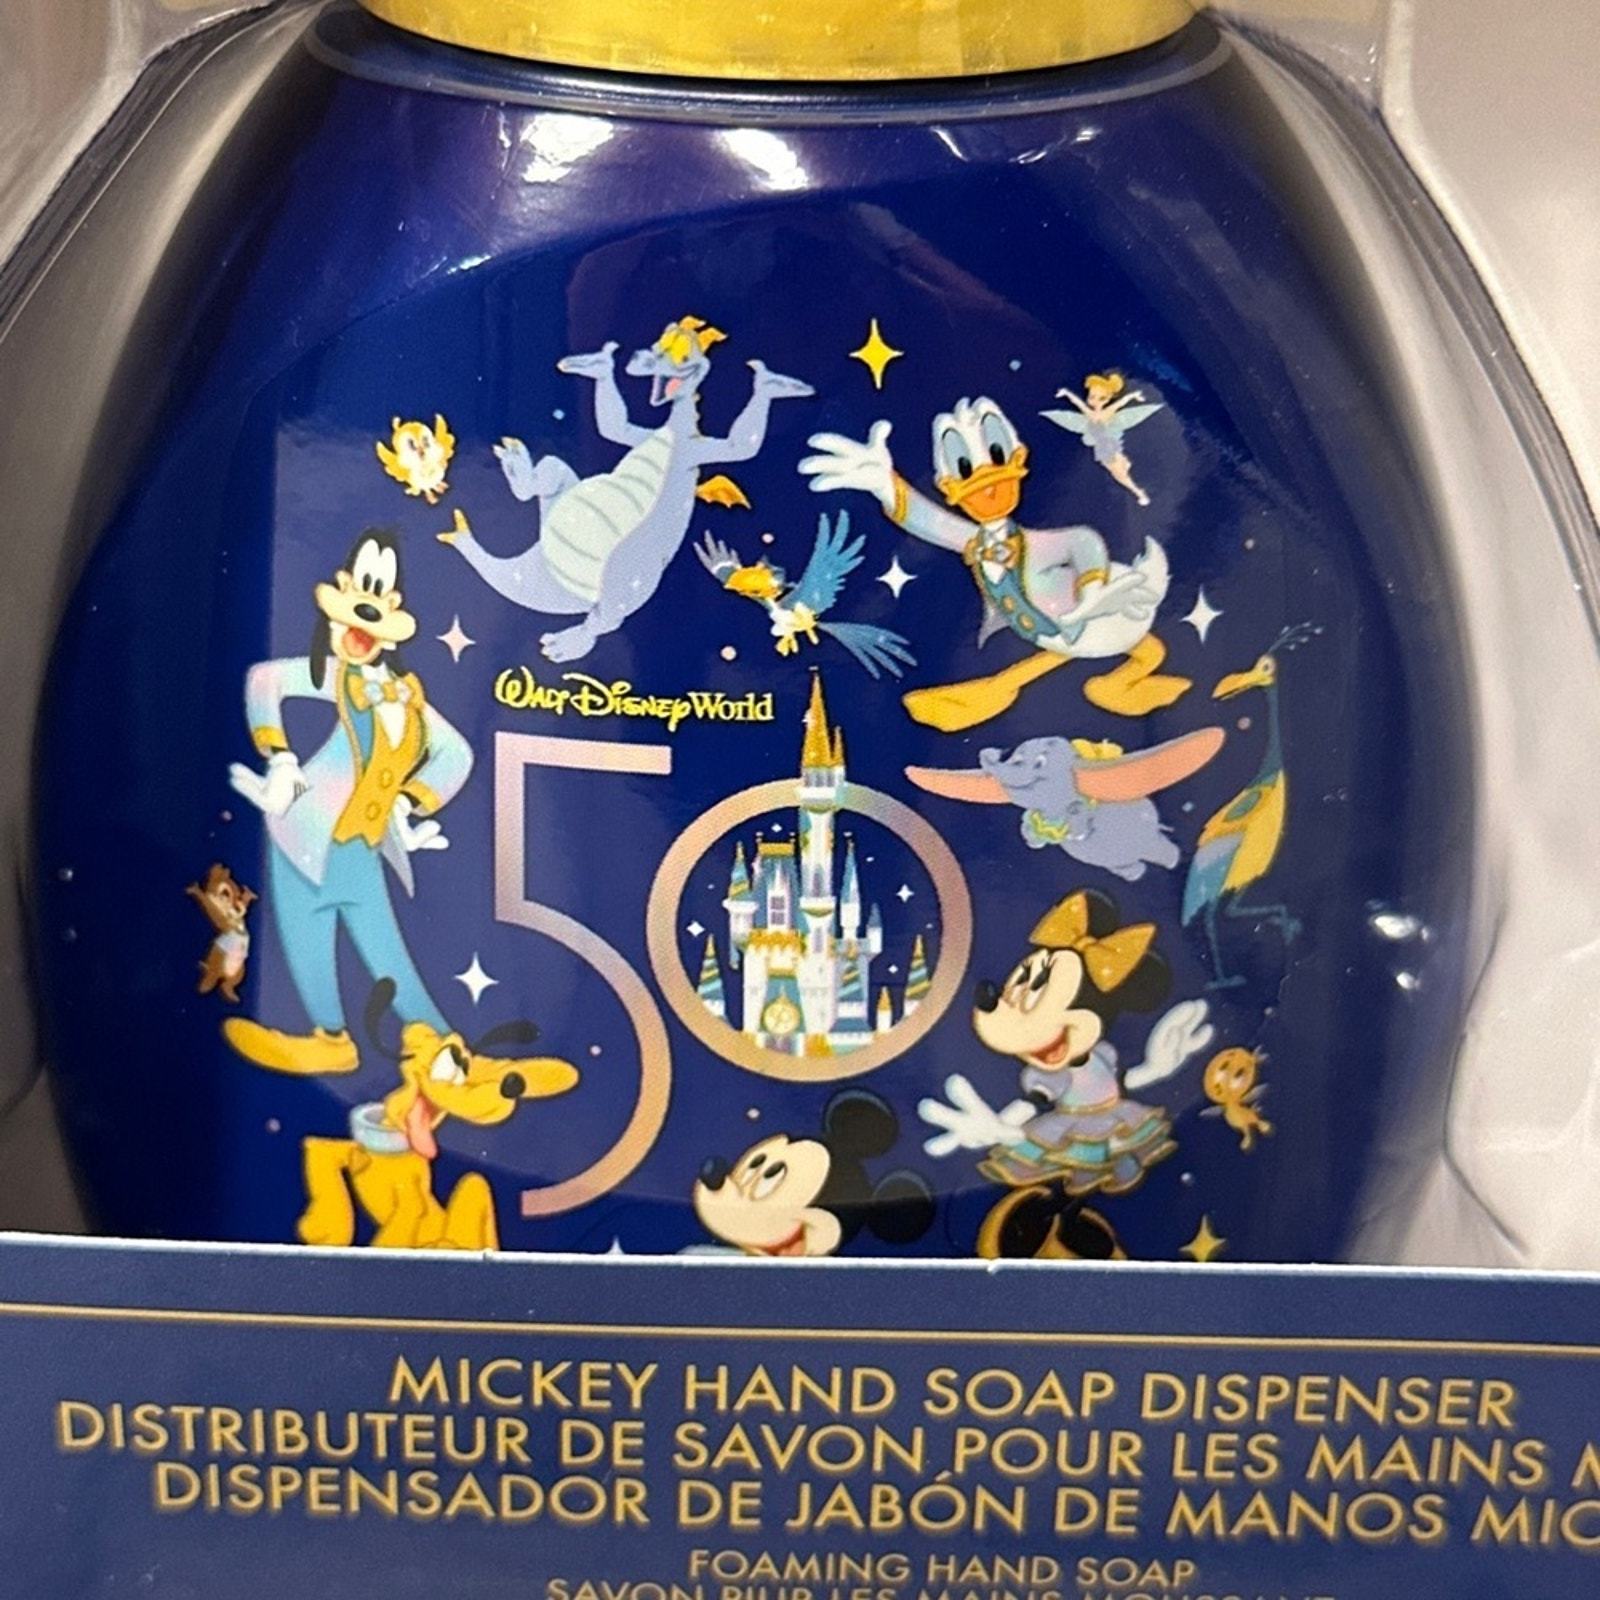 Walt Disney World
50
MICKEY HAND SOAP DISPENSER
DISTRIBUTEUR DE SAVON POUR LES MAINS
DISPENSADOR DE JABÓN DE MANOS
FOAMING HAND SOAP